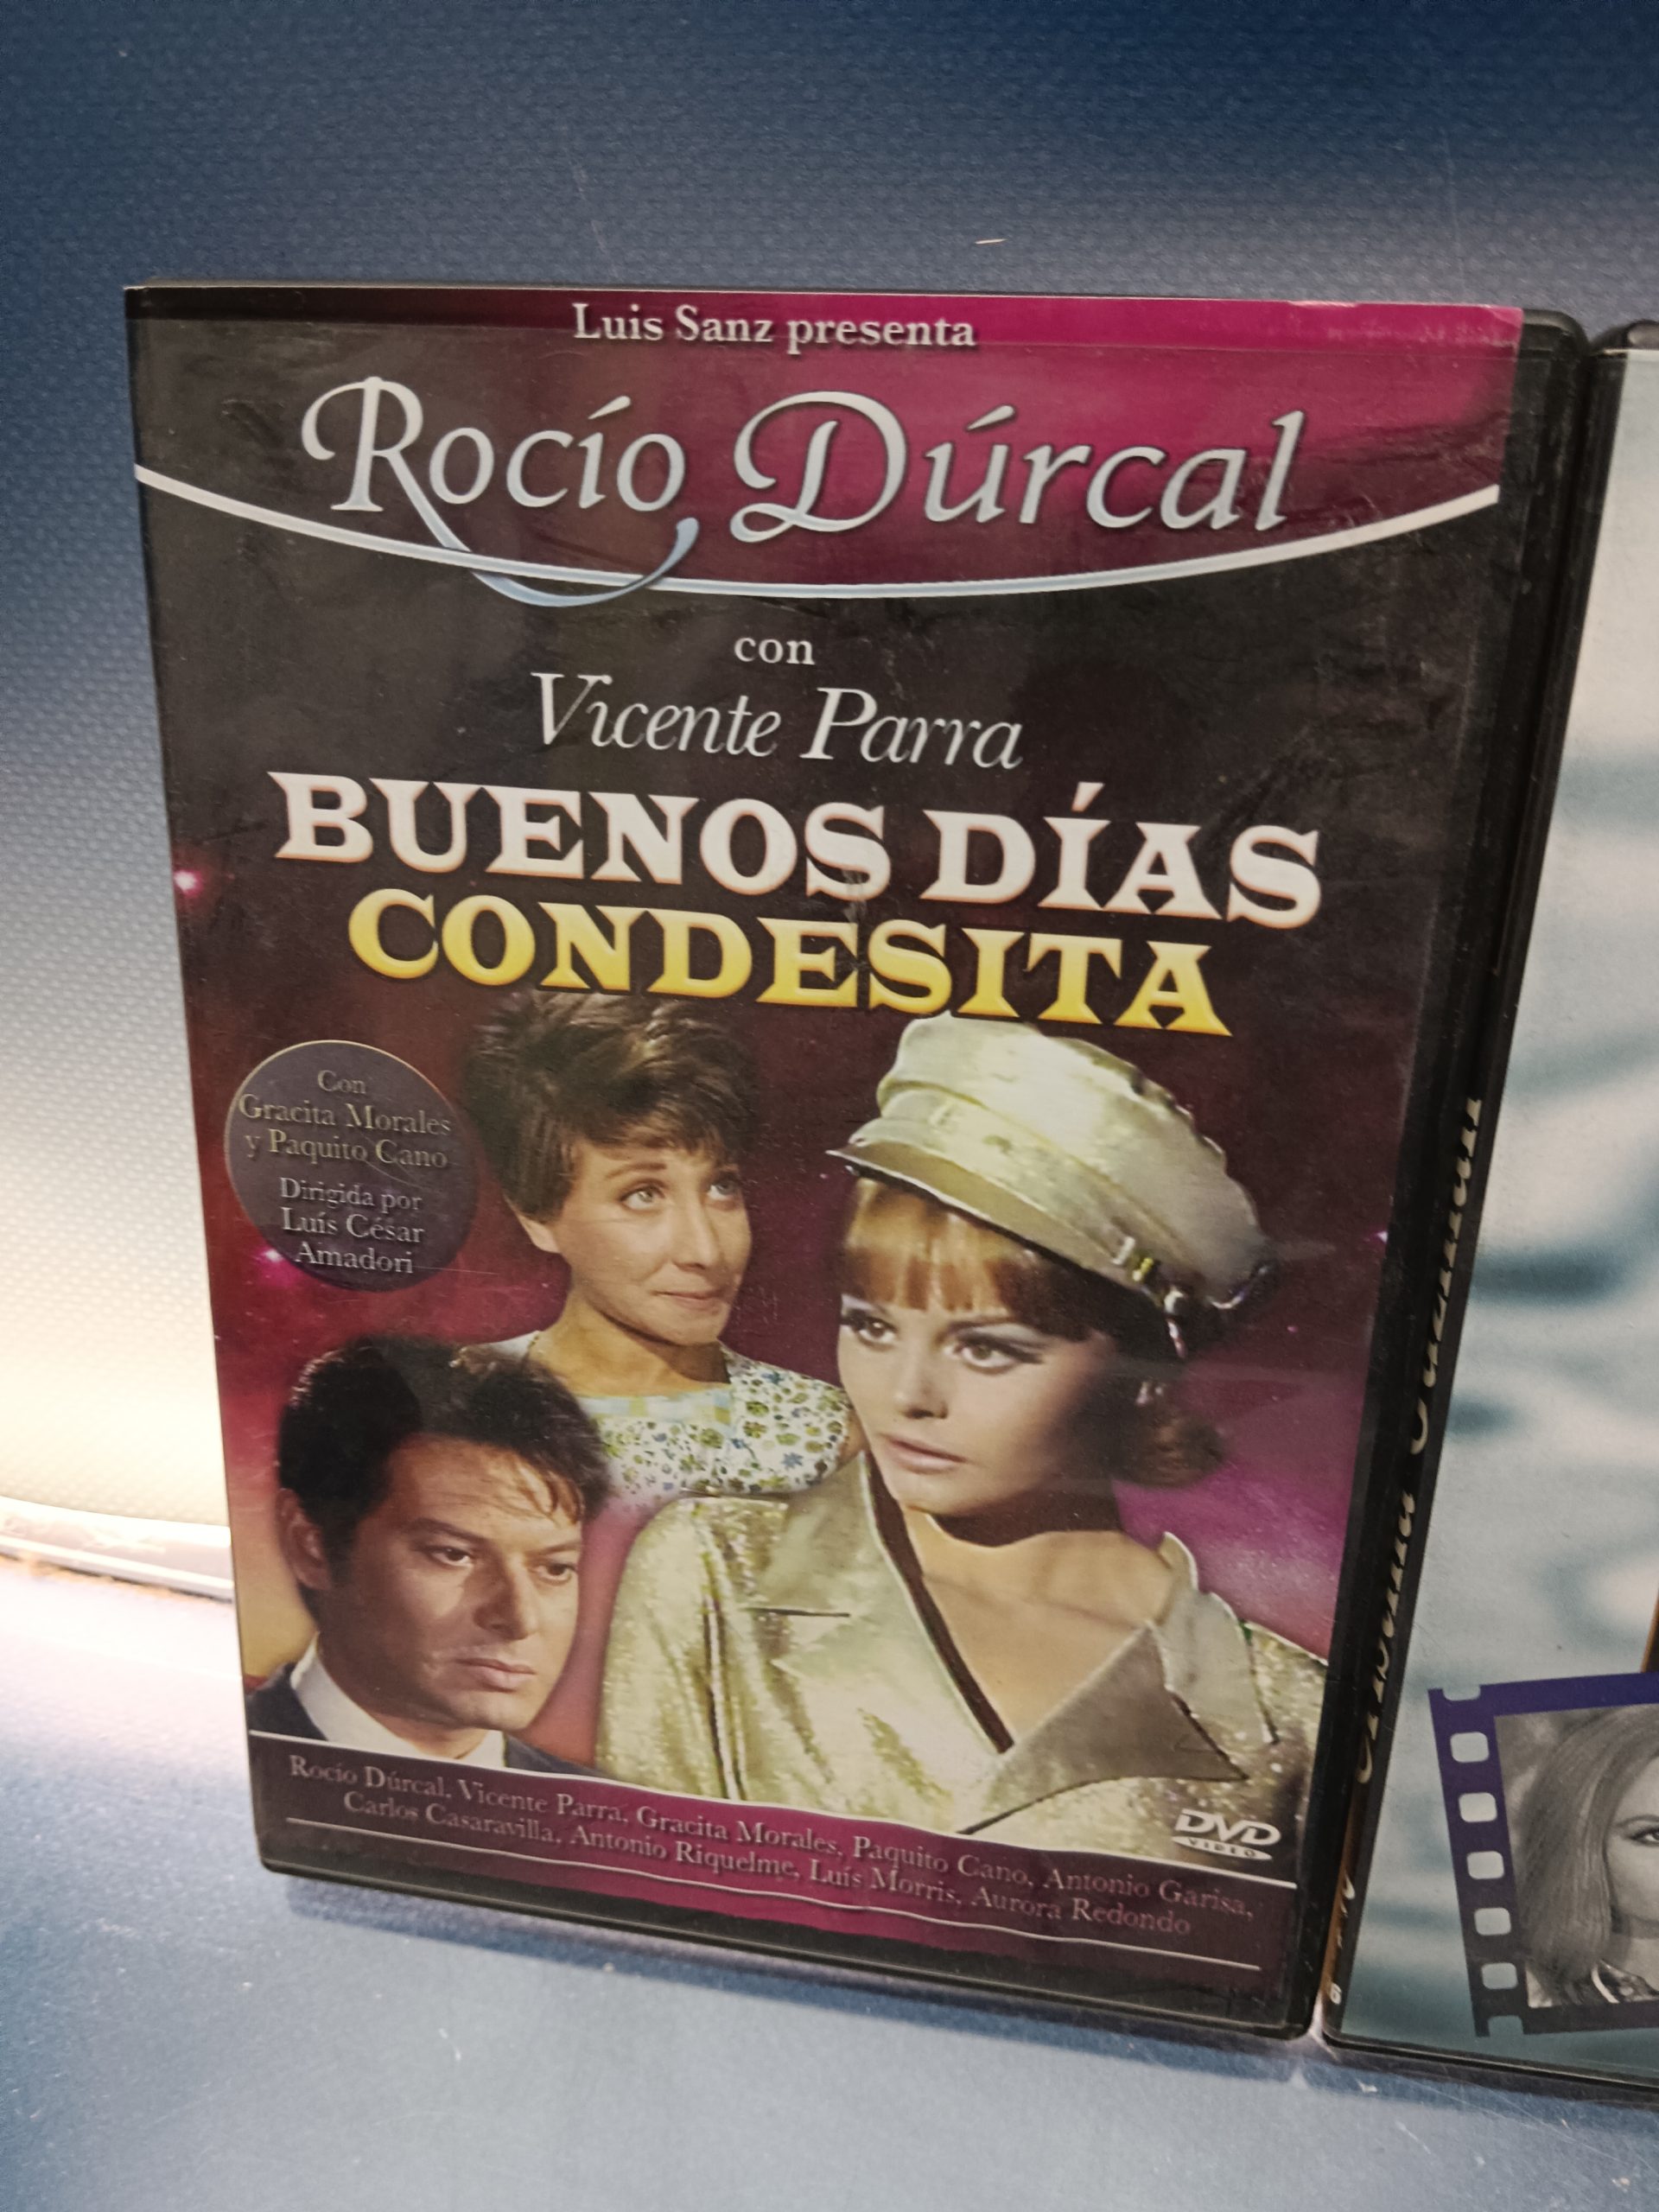 Luis Sanz presenta
Rocío Dúrcal
con
Vicente Parra
BUENOS DÍAS
CONDESITA
Con
Gracita Morales
y Paquito Cano
Dirigida por
Luís César
Amadori
Rocío Dúrcal, Vicente Parra, Gracita Morales, Paquito Cano, Antonio Garisa,
Carlos Casaravilla, Antonio Riquelme, Luís Morris, Aurora Redondo
DVD
VIDEO